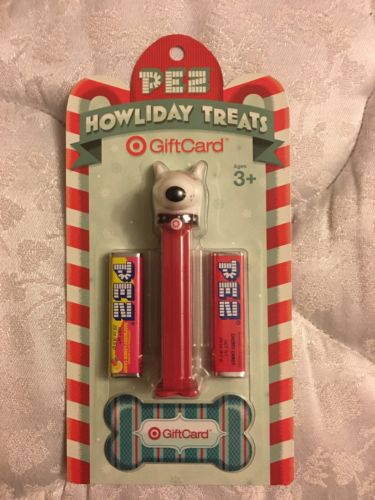 PEZ
HOWLIDAY TREATS
GiftCard
Ages
3+
PEZ
PEZ
GiftCard